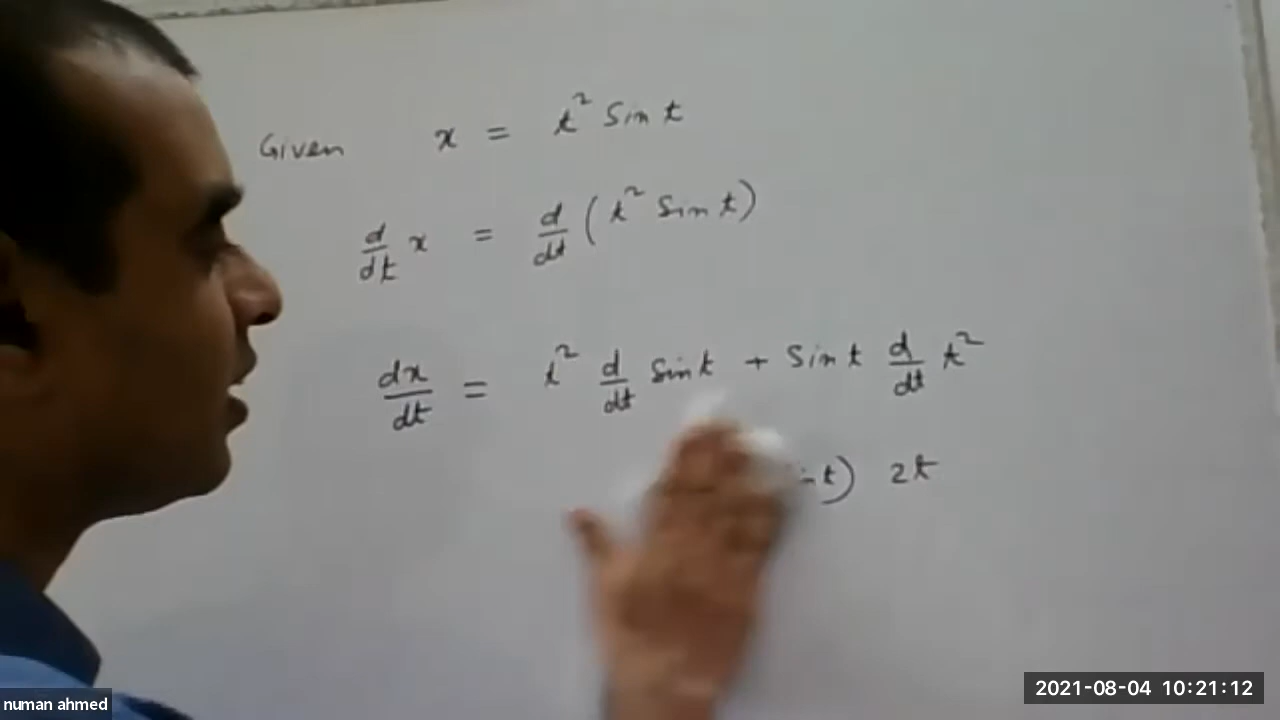 Given x = t² Sin t
d/dt x = d/dt (t² Sin t)
dx/dt = t² d/dt Sin t + Sin t d/dt t²
t) 2t
numan ahmed
2021-08-04 10:21:12